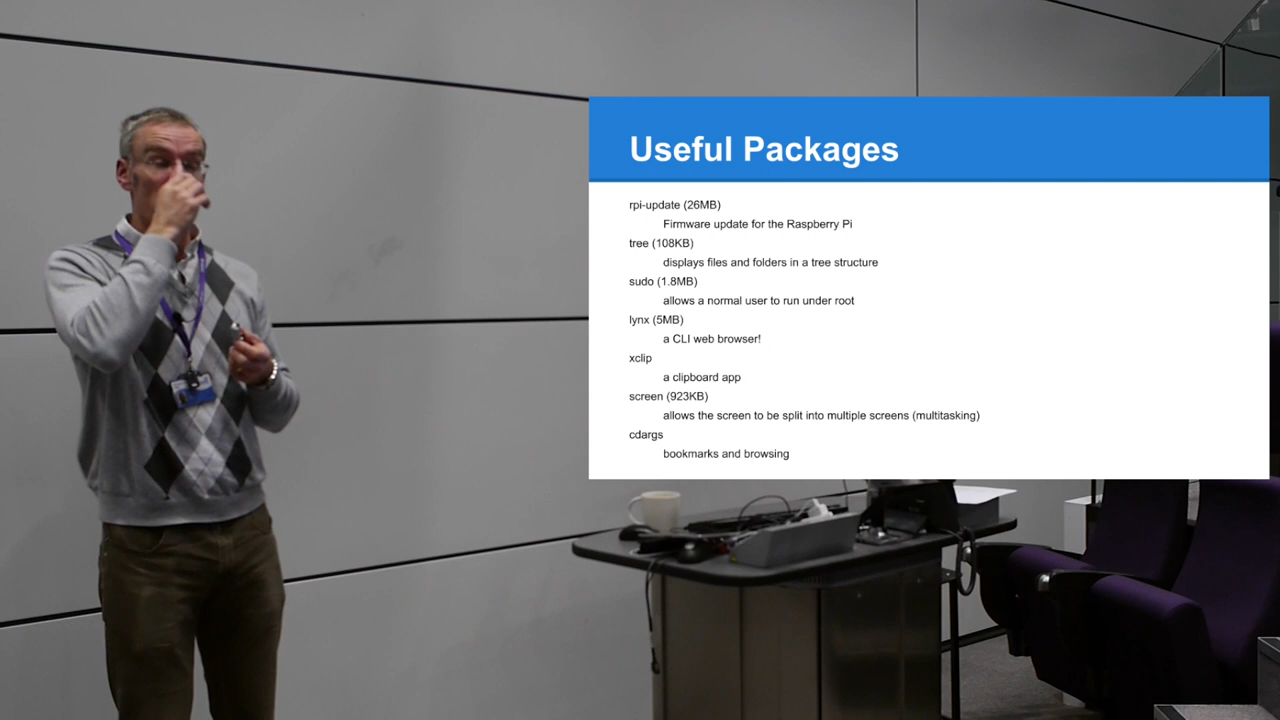 Useful Packages
rpi-update (26MB)
Firmware update for the Raspberry Pi
tree (108KB)
displays files and folders in a tree structure
sudo (1.8MB)
allows a normal user to run under root
lynx (5MB)
a CLI web browser!
xclip
a clipboard app
screen (923KB)
allows the screen to be split into multiple screens (multitasking)
cdargs
bookmarks and browsing